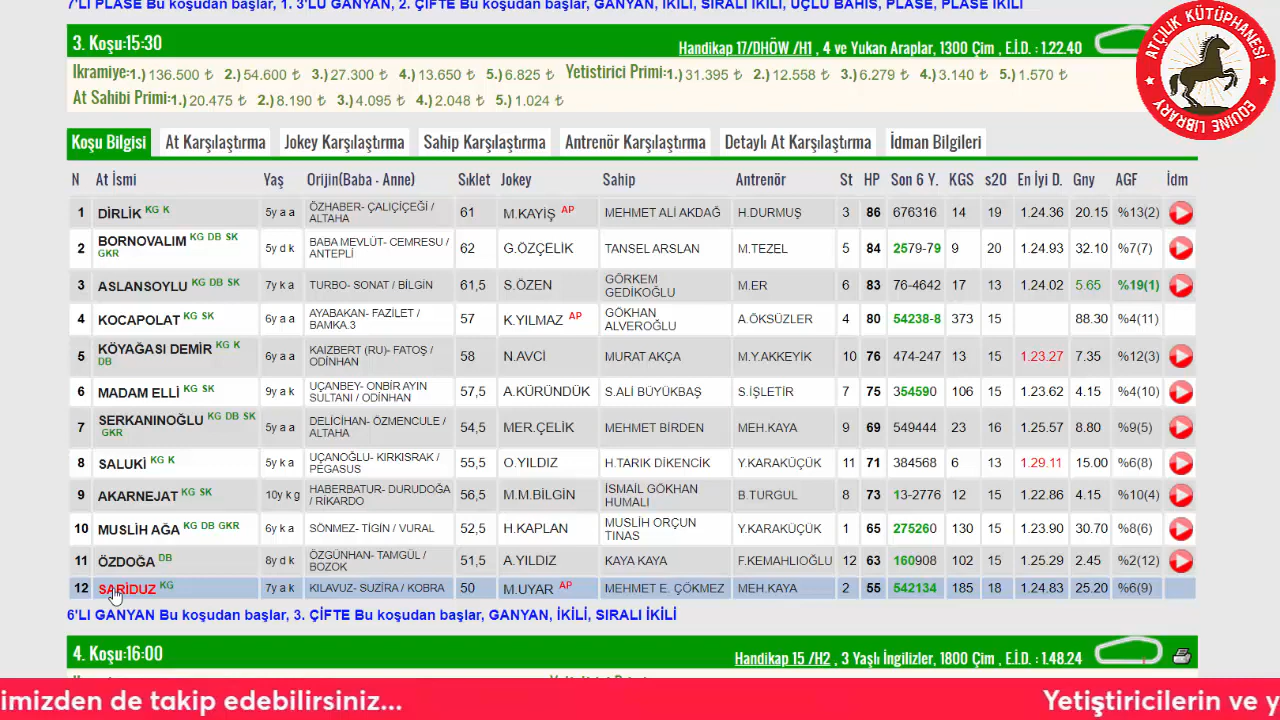 7'Lİ PLASE Bu koşudan başlar, 1. 3'LÜ GANYAN, 2. ÇİFTE Bu koşudan başlar, GANYAN, İKİLİ, SIRALI İKİLİ, ÜÇLÜ BAHİS, PLASE, PLASE İKİLİ
3. Koşu:15:30
Handikap 17/DHÖW /H1 , 4 ve Yukarı Araplar, 1300 Çim , E.İ.D. : 1.22.40
ATÇILIK KÜTÜPHANESİ
EQUINE LIBRARY
Ikramiye:1.) 136.500 ₺ 2.) 54.600 ₺ 3.) 27.300 ₺ 4.) 13.650 ₺ 5.) 6.825 ₺ Yetistirici Primi:1.) 31.395 ₺ 2.) 12.558 ₺ 3.) 6.279 ₺ 4.) 3.140 ₺ 5.) 1.570 ₺
At Sahibi Primi:1.) 20.475 ₺ 2.) 8.190 ₺ 3.) 4.095 ₺ 4.) 2.048 ₺ 5.) 1.024 ₺
Koşu Bilgisi At Karşılaştırma Jokey Karşılaştırma Sahip Karşılaştırma Antrenör Karşılaştırma Detaylı At Karşılaştırma İdman Bilgileri
N At İsmi Yaş Orijin(Baba - Anne) Sıklet Jokey Sahip Antrenör St HP Son 6 Y. KGS s20 En İyi D. Gny AGF İdm
1 DİRLİK KG K 5y a a ÖZHABER- ÇALIÇİÇEĞİ / ALTAHA 61 M.KAYIŞ AP MEHMET ALİ AKDAĞ H.DURMUŞ 3 86 676316 14 19 1.24.36 20.15 %13(2)
2 BORNOVALIM KG DB SK GKR 5y d k BABA MEVLÜT- CEMRESU / ANTEPLİ 62 G.ÖZÇELİK TANSEL ARSLAN M.TEZEL 5 84 2579-79 9 20 1.24.93 32.10 %7(7)
3 ASLANSOYLU KG DB SK 7y k a TURBO- SONAT / BİLGİN 61,5 S.ÖZEN GÖRKEM GEDİKOĞLU M.ER 6 83 76-4642 17 13 1.24.02 5.65 %19(1)
4 KOCAPOLAT KG SK 6y a a AYABAKAN- FAZİLET / BAMKA.3 57 K.YILMAZ AP GÖKHAN ALVEROĞLU A.ÖKSÜZLER 4 80 54238-8 373 15 88.30 %4(11)
5 KÖYAĞASI DEMİR KG K DB 6y a a KAIZBERT (RU)- FATOŞ / ODİNHAN 58 N.AVCİ MURAT AKÇA M.Y.AKKEYİK 10 76 474-247 13 15 1.23.27 7.35 %12(3)
6 MADAM ELLİ KG SK 9y k a UÇANBEY- ONBİR AYIN SULTANI / ODİNHAN 57,5 A.KÜRÜNDÜK S.ALİ BÜYÜKBAŞ S.İŞLETİR 7 75 354590 106 15 1.23.62 4.15 %4(10)
7 SERKANINOĞLU KG DB SK GKR 5y a a DELİCİHAN- ÖZMENCULE / ALTAHA 54,5 MER.ÇELİK MEHMET BİRDEN MEH.KAYA 9 69 549444 23 16 1.25.57 8.80 %9(5)
8 SALUKİ KG K 5y k a UÇANOĞLU- KIRKISRAK / PEGASUS 55,5 O.YILDIZ H.TARIK DİKENCİK Y.KARAKÜÇÜK 11 71 384568 6 13 1.29.11 15.00 %6(8)
9 AKARNEJAT KG SK 10y k g HABERBATUR- DURUDOĞA / RİKARDO 56,5 M.M.BİLGİN İSMAİL GÖKHAN HUMALI B.TURGUL 8 73 13-2776 12 15 1.22.86 4.15 %10(4)
10 MUSLİH AĞA KG DB GKR 6y k a SÖNMEZ- TİGİN / VURAL 52,5 H.KAPLAN MUSLİH ORÇUN TINAS Y.KARAKÜÇÜK 1 65 275260 130 15 1.23.90 30.70 %8(6)
11 ÖZDOĞA DB 8y d k ÖZGÜNHAN- TAMGÜL / BOZOK 51,5 A.YILDIZ KAYA KAYA F.KEMAHLIOĞLU 12 63 160908 102 15 1.25.29 2.45 %2(12)
12 SARİDUZ KG 7y a k KILAVUZ- SUZİRA / KOBRA 50 M.UYAR AP MEHMET E. ÇÖKMEZ MEH.KAYA 2 55 542134 185 18 1.24.83 25.20 %6(9)
6'LI GANYAN Bu koşudan başlar, 3. ÇİFTE Bu koşudan başlar, GANYAN, İKİLİ, SIRALI İKİLİ
4. Koşu:16:00
Handikap 15 /H2 , 3 Yaşlı İngilizler, 1800 Çim , E.İ.D. : 1.48.24
imizden de takip edebilirsiniz... Yetiştiricilerin ve y